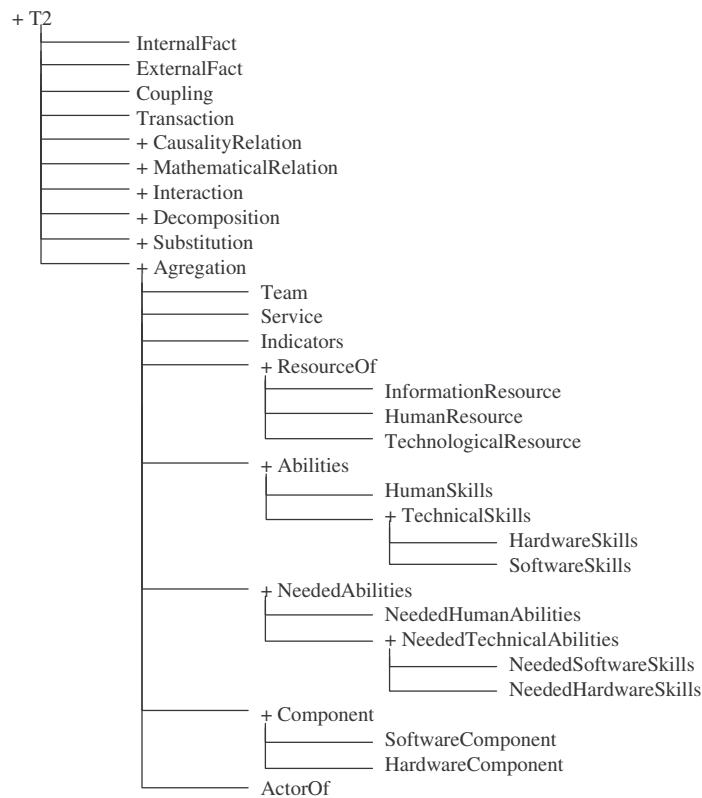 + T2
InternalFact
ExternalFact
Coupling
Transaction
+ CausalityRelation
+ MathematicalRelation
+ Interaction
+ Decomposition
+ Substitution
+ Agregation
Team
Service
Indicators
+ ResourceOf
InformationResource
HumanResource
TechnologicalResource
+ Abilities
HumanSkills
+ TechnicalSkills
HardwareSkills
SoftwareSkills
+ NeededAbilities
NeededHumanAbilities
+ NeededTechnicalAbilities
NeededSoftwareSkills
NeededHardwareSkills
+ Component
SoftwareComponent
HardwareComponent
ActorOf